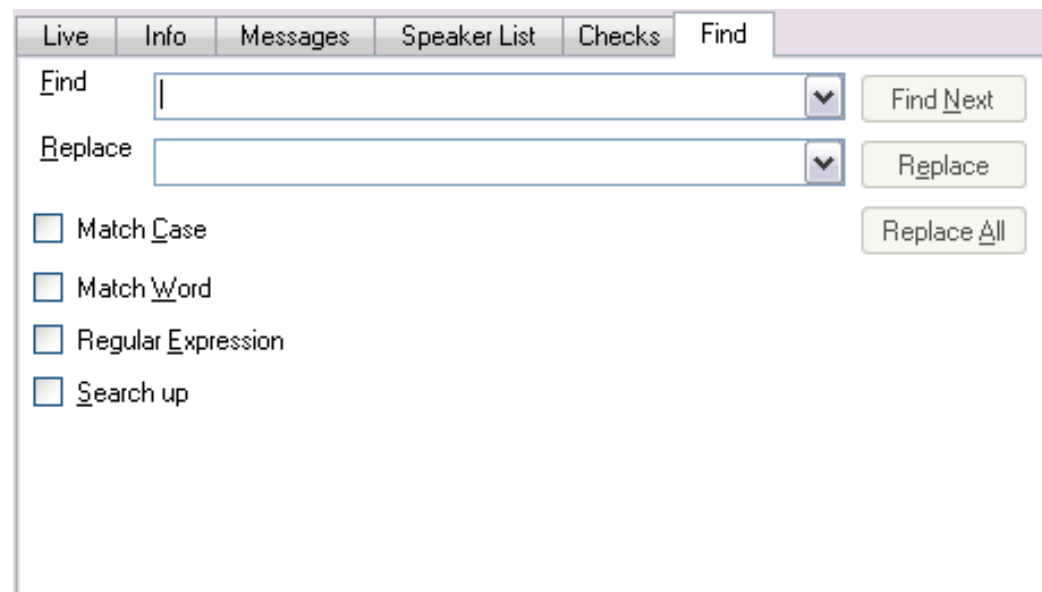 Live Info Messages Speaker List Checks Find
Find Find Next
Replace Replace
Match Case Replace All
Match Word
Regular Expression
Search up